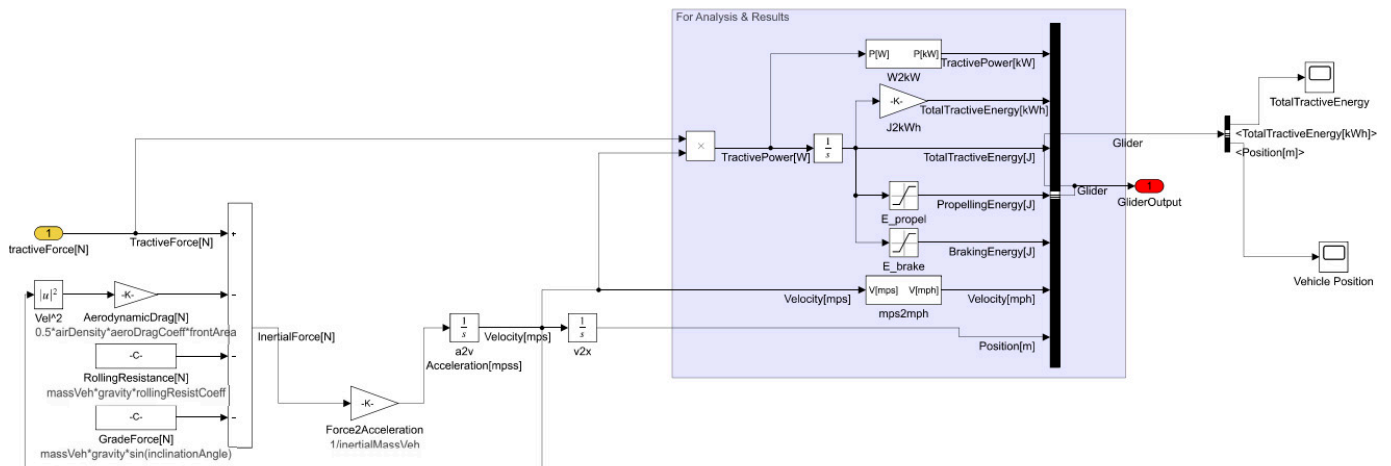 For Analysis & Results
P[W] P[kW]
TractivePower[kW]
W2kW
-K-
TotalTractiveEnergy[kWh]
J2kWh
×
TractivePower[W]
1
s
TotalTractiveEnergy[J]
PropellingEnergy[J]
E_propel
BrakingEnergy[J]
E_brake
Velocity[mps]
V[mps] V[mph]
Velocity[mph]
mps2mph
Position[m]
Glider
Glider
1
GliderOutput
TotalTractiveEnergy
<TotalTractiveEnergy[kWh]>
<Position[m]>
Vehicle Position
1
tractiveForce[N]
TractiveForce[N]
+
|u|2
Vel^2
-K-
AerodynamicDrag[N]
0.5*airDensity*aeroDragCoeff*frontArea
−
InertialForce[N]
-C-
−
RollingResistance[N]
massVeh*gravity*rollingResistCoeff
-C-
−
GradeForce[N]
massVeh*gravity*sin(inclinationAngle)
-K-
Force2Acceleration
1/inertialMassVeh
1
s
a2v
Acceleration[mpss]
Velocity[mps]
1
s
v2x